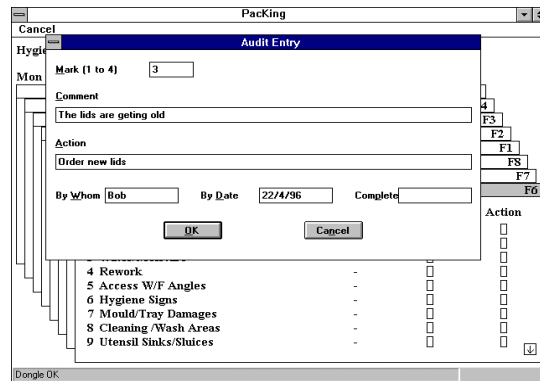 PacKing
Cancel
Audit Entry
Hygie
Mon
Mark (1 to 4) 3
Comment
The lids are geting old
Action
Order new lids
By Whom Bob By Date 22/4/96 Complete
OK Cancel
4
F3
F2
F1
F8
F7
F6
Action
4 Rework -
5 Access W/F Angles -
6 Hygiene Signs -
7 Mould/Tray Damages -
8 Cleaning /Wash Areas -
9 Utensil Sinks/Sluices -
Dongle OK